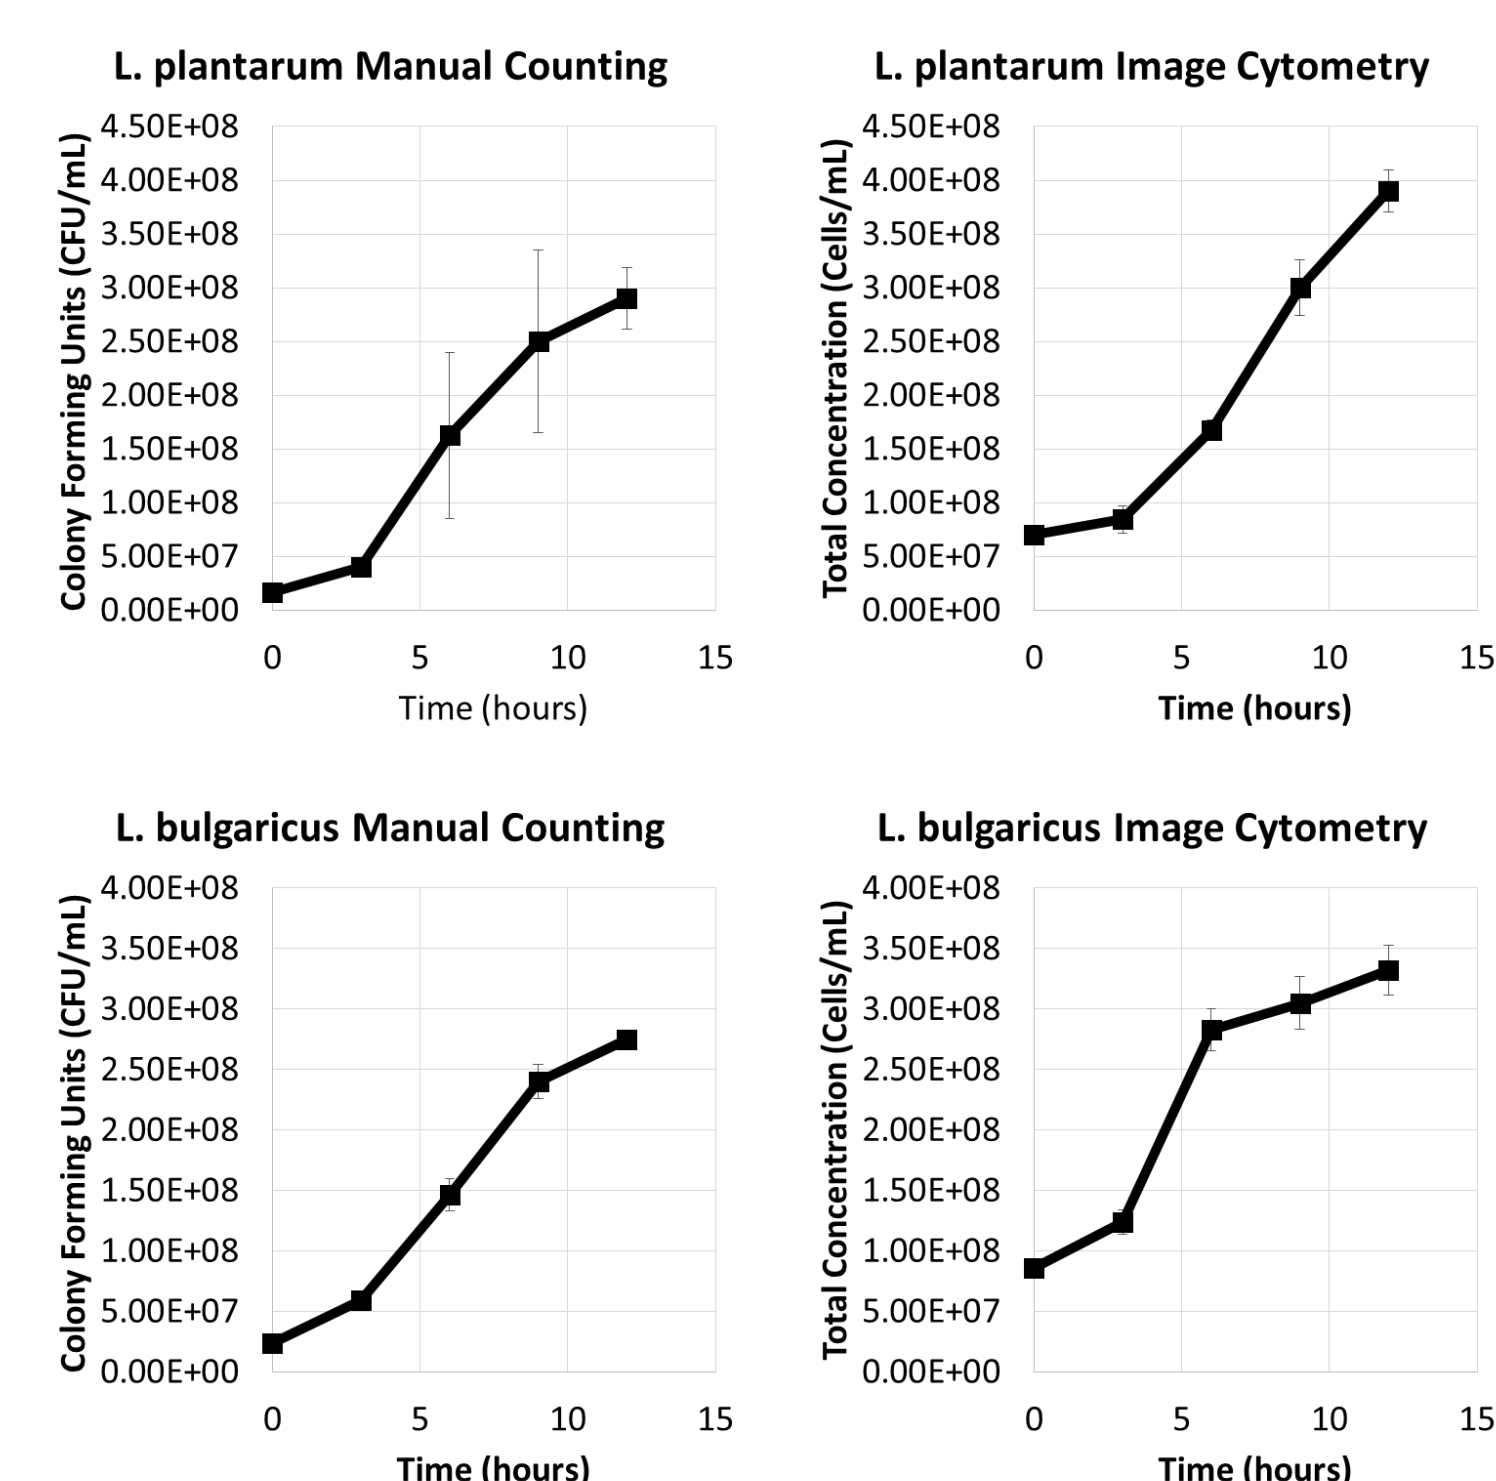 L. plantarum Manual Counting
Colony Forming Units (CFU/mL)
4.50E+08
4.00E+08
3.50E+08
3.00E+08
2.50E+08
2.00E+08
1.50E+08
1.00E+08
5.00E+07
0.00E+00
0 5 10 15
Time (hours)
L. plantarum Image Cytometry
Total Concentration (Cells/mL)
4.50E+08
4.00E+08
3.50E+08
3.00E+08
2.50E+08
2.00E+08
1.50E+08
1.00E+08
5.00E+07
0.00E+00
0 5 10 15
Time (hours)
L. bulgaricus Manual Counting
Colony Forming Units (CFU/mL)
4.00E+08
3.50E+08
3.00E+08
2.50E+08
2.00E+08
1.50E+08
1.00E+08
5.00E+07
0.00E+00
0 5 10 15
Time (hours)
L. bulgaricus Image Cytometry
Total Concentration (Cells/mL)
4.00E+08
3.50E+08
3.00E+08
2.50E+08
2.00E+08
1.50E+08
1.00E+08
5.00E+07
0.00E+00
0 5 10 15
Time (hours)